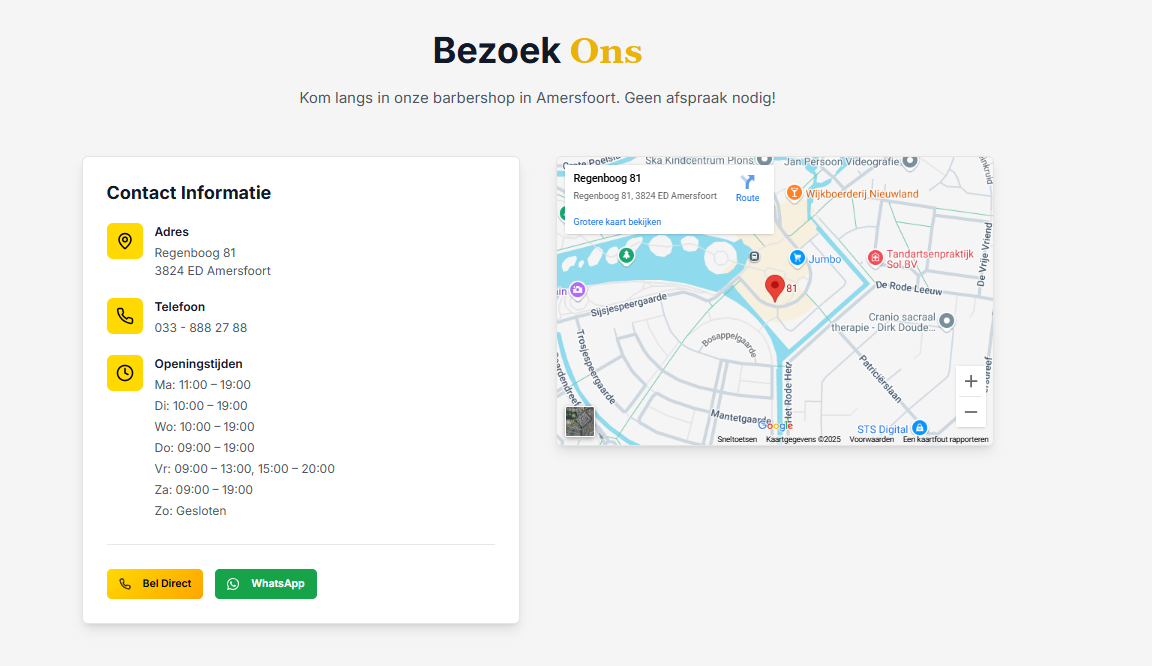 Bezoek Ons
Kom langs in onze barbershop in Amersfoort. Geen afspraak nodig!
Contact Informatie
Adres
Regenboog 81
3824 ED Amersfoort
Telefoon
033 - 888 27 88
Openingstijden
Ma: 11:00 – 19:00
Di: 10:00 – 19:00
Wo: 10:00 – 19:00
Do: 09:00 – 19:00
Vr: 09:00 – 13:00, 15:00 – 20:00
Za: 09:00 – 19:00
Zo: Gesloten
Bel Direct
WhatsApp
Ska Kindcentrum Plons
Jan Persoon Videografie
Regenboog 81
Regenboog 81, 3824 ED Amersfoort
Route
Grotere kaart bekijken
Wijkboerderij Nieuwland
Jumbo
Tandartsenpraktijk
Sol.BV
De Vrije Vriend
81
De Rode Leeuw
Sijsjespeergaarde
Cranio sacraal
therapie - Dirk Doude...
Bosappelgaarde
Trosjespeergaarde
Patriciërslaan
Het Rode Hert
Mantetgaarde
STS Digital
Google
Sneltoetsen
Kaartgegevens ©2025
Voorwaarden
Een kaartfout rapporteren